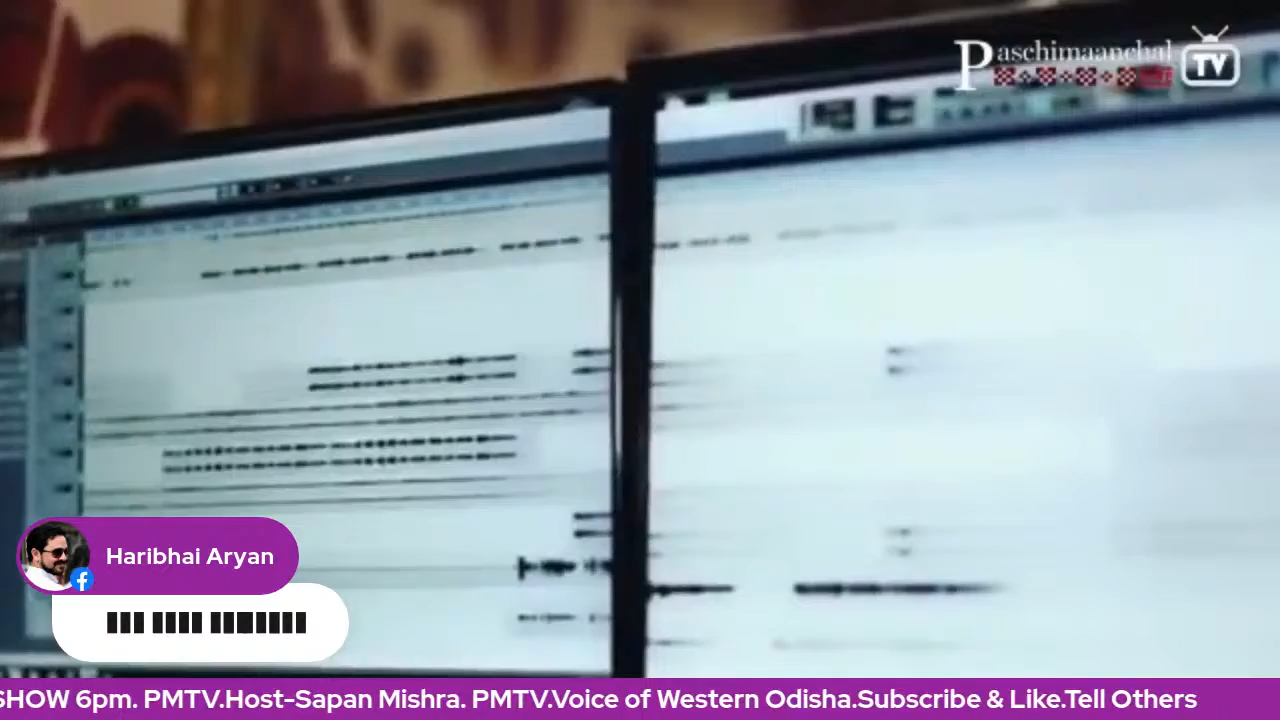 Paschimaanchal
TV
Haribhai Aryan
SHOW 6pm. PMTV.Host-Sapan Mishra. PMTV.Voice of Western Odisha.Subscribe & Like.Tell Others